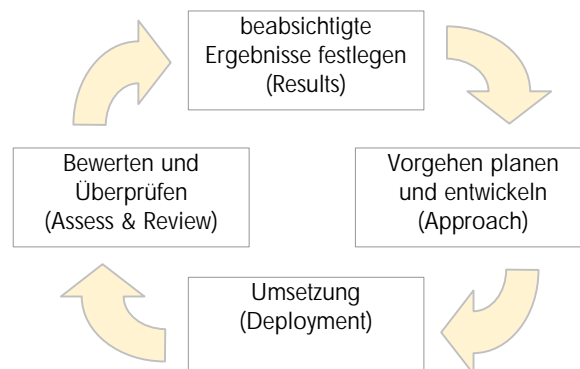 beabsichtigte
Ergebnisse festlegen
(Results)
Bewerten und
Überprüfen
(Assess & Review)
Vorgehen planen
und entwickeln
(Approach)
Umsetzung
(Deployment)